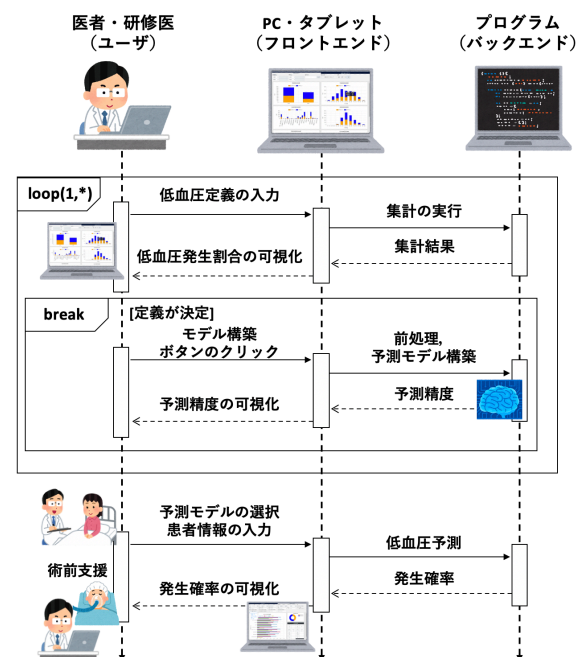 医者・研修医
（ユーザ）
PC・タブレット
（フロントエンド）
プログラム
（バックエンド）
loop(1,*)
低血圧定義の入力
集計の実行
集計結果
低血圧発生割合の可視化
break
[定義が決定]
モデル構築
ボタンのクリック
前処理,
予測モデル構築
予測精度
予測精度の可視化
予測モデルの選択
患者情報の入力
低血圧予測
術前支援
発生確率の可視化
発生確率